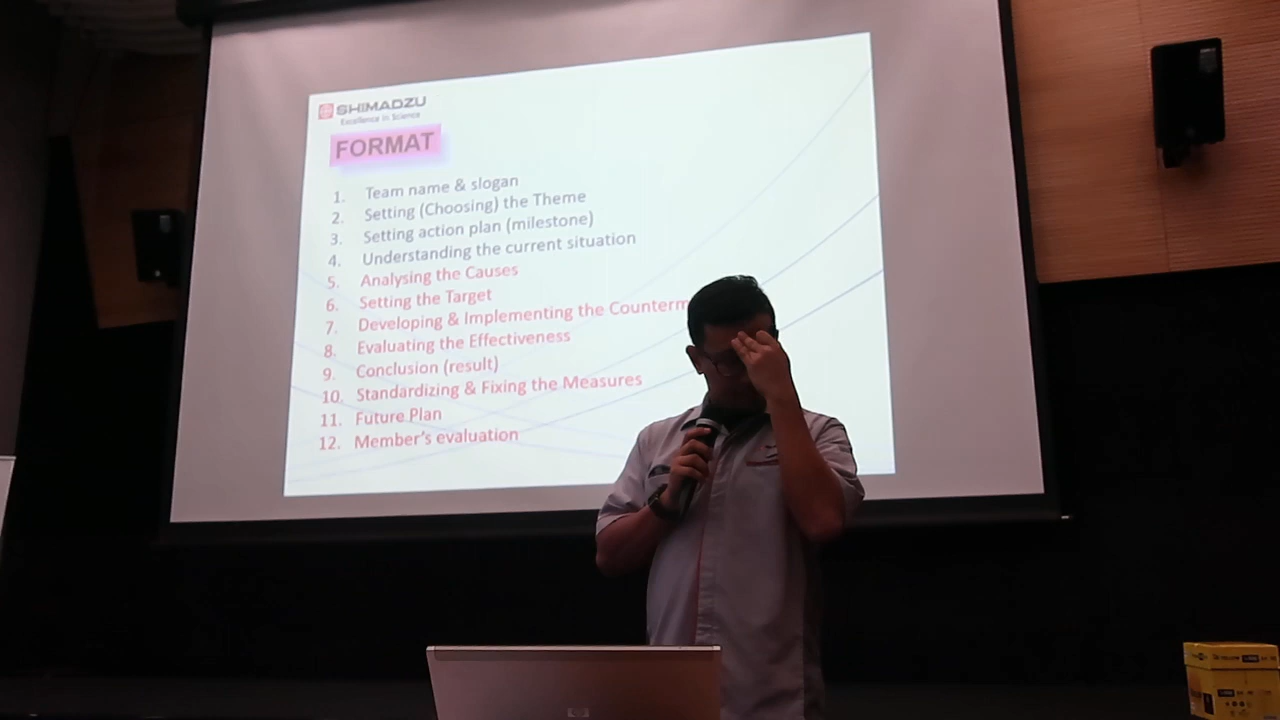 SHIMADZU
Excellence in Science
FORMAT
1. Team name & slogan
2. Setting (Choosing) the Theme
3. Setting action plan (milestone)
4. Understanding the current situation
5. Analysing the Causes
6. Setting the Target
7. Developing & Implementing the Counterm
8. Evaluating the Effectiveness
9. Conclusion (result)
10. Standardizing & Fixing the Measures
11. Future Plan
12. Member's evaluation
hp